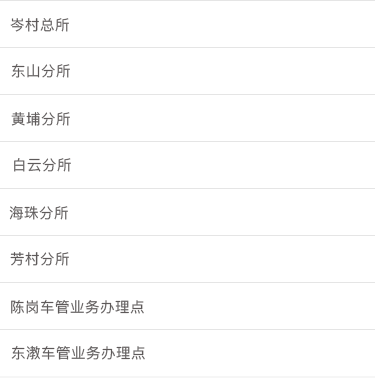 岑村总所
东山分所
黄埔分所
白云分所
海珠分所
芳村分所
陈岗车管业务办理点
东漖车管业务办理点